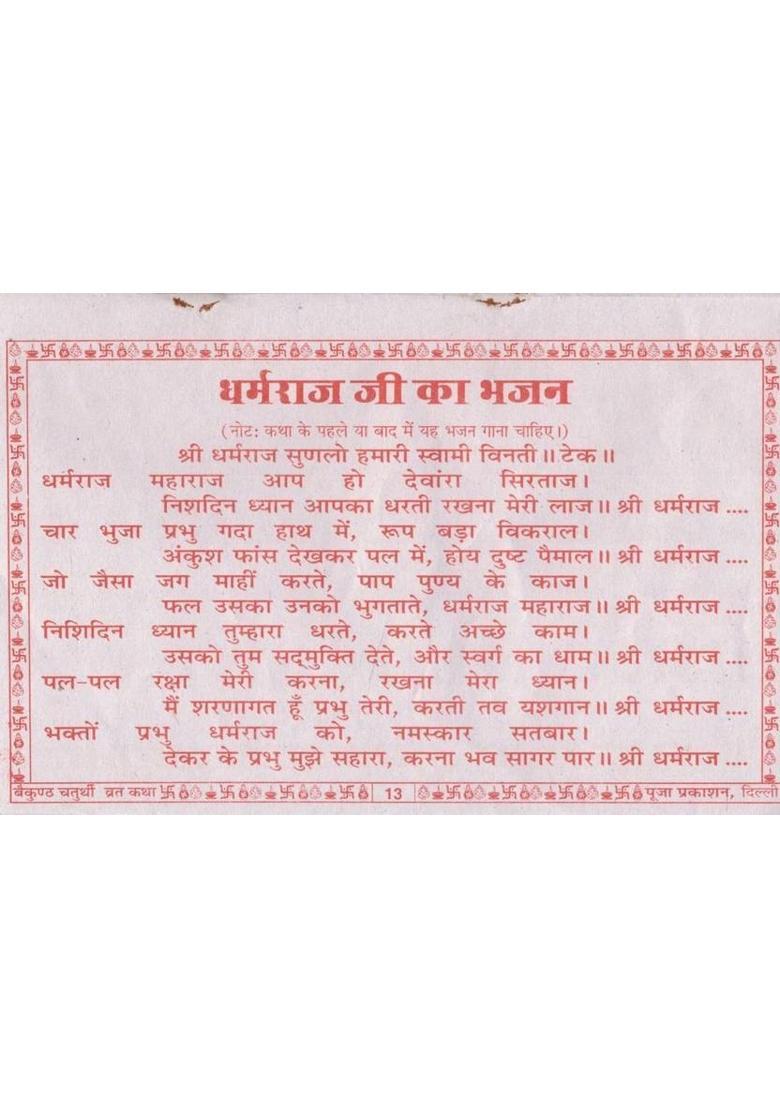 धर्मराज जी का भजन
(नोट: कथा के पहले या बाद में यह भजन गाना चाहिए।)
श्री धर्मराज सुणलो हमारी स्वामी विनती॥ टेक॥
धर्मराज महाराज आप हो देवांरा सिरताज।
निशदिन ध्यान आपका धरती रखना मेरी लाज॥ श्री धर्मराज ....
चार भुजा प्रभु गदा हाथ में, रूप बड़ा विकराल।
अंकुश फांस देखकर पल में, होय दुष्ट पैमाल॥ श्री धर्मराज ....
जो जैसा जग माहीं करते, पाप पुण्य के काज।
फल उसका उनको भुगताते, धर्मराज महाराज॥ श्री धर्मराज ....
निशिदिन ध्यान तुम्हारा धरते, करते अच्छे काम।
उसको तुम सद्‌मुक्ति देते, और स्वर्ग का धाम॥ श्री धर्मराज ....
पल-पल रक्षा मेरी करना, रखना मेरा ध्यान।
मैं शरणागत हूँ प्रभु तेरी, करती तव यशगान॥ श्री धर्मराज ....
भक्तों प्रभु धर्मराज को, नमस्कार सतबार।
देकर के प्रभु मुझे सहारा, करना भव सागर पार॥ श्री धर्मराज ....
बैकुण्ठ चतुर्थी व्रत कथा 13 पूजा प्रकाशन, दिल्ली